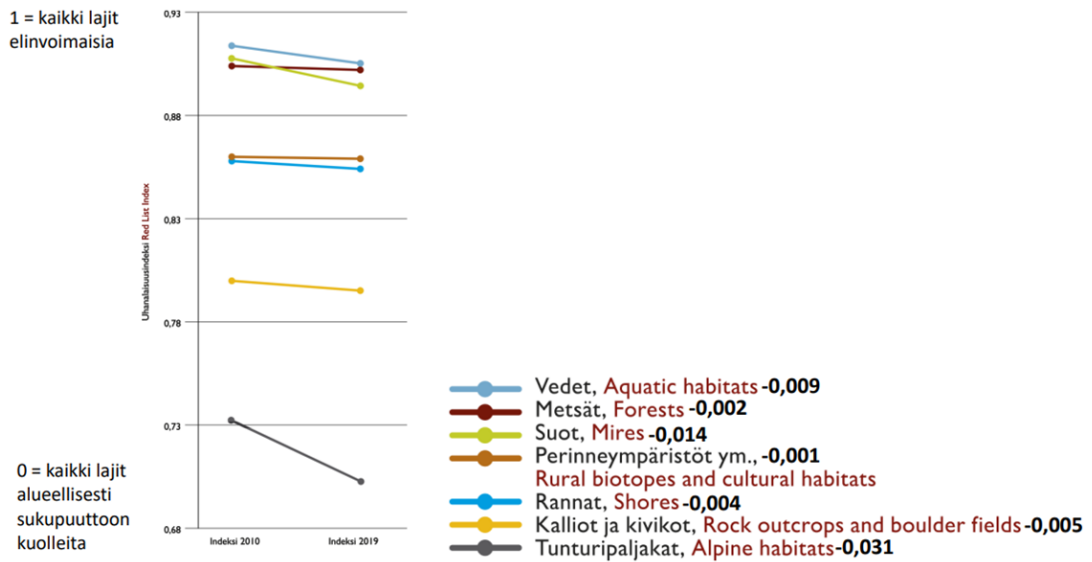 1 = kaikki lajit
elinvoimaisia
0,93
0,88
0,83
0,78
0,73
0,68
Uhanalaisuusindeksi Red List Index
Indeksi 2010
Indeksi 2019
0 = kaikki lajit
alueellisesti
sukupuuttoon
kuolleita
Vedet, Aquatic habitats -0,009
Metsät, Forests -0,002
Suot, Mires -0,014
Perinneympäristöt ym., -0,001
Rural biotopes and cultural habitats
Rannat, Shores -0,004
Kalliot ja kivikot, Rock outcrops and boulder fields -0,005
Tunturipaljakat, Alpine habitats -0,031